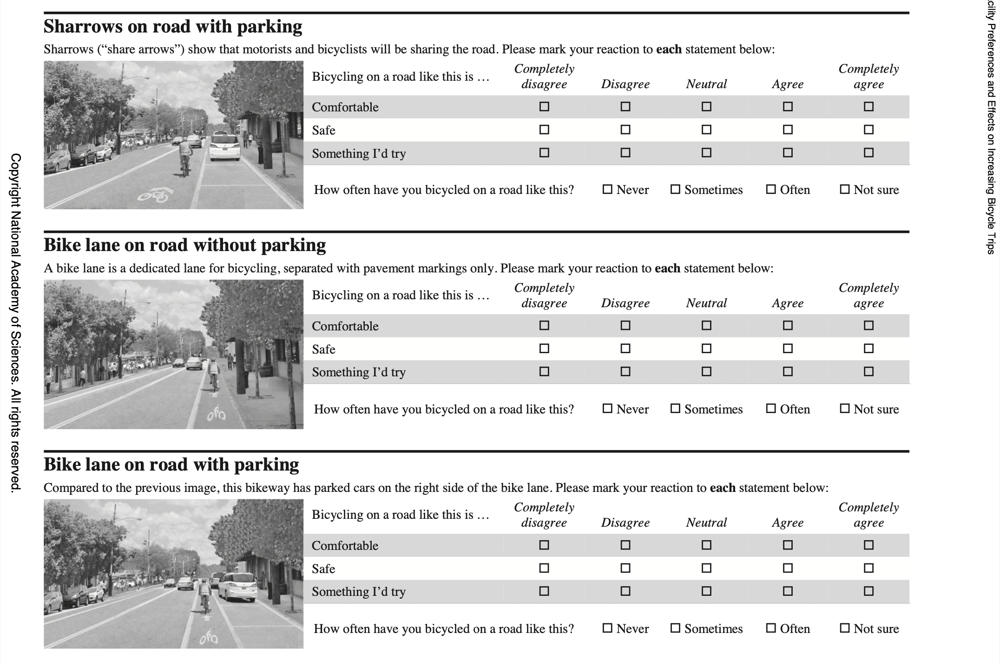 Sharrows on road with parking
Sharrows (“share arrows”) show that motorists and bicyclists will be sharing the road. Please mark your reaction to each statement below:
Bicycling on a road like this is … Completely disagree Disagree Neutral Agree Completely agree
Comfortable ☐ ☐ ☐ ☐ ☐
Safe ☐ ☐ ☐ ☐ ☐
Something I’d try ☐ ☐ ☐ ☐ ☐
How often have you bicycled on a road like this? ☐ Never ☐ Sometimes ☐ Often ☐ Not sure
Bike lane on road without parking
A bike lane is a dedicated lane for bicycling, separated with pavement markings only. Please mark your reaction to each statement below:
Bicycling on a road like this is … Completely disagree Disagree Neutral Agree Completely agree
Comfortable ☐ ☐ ☐ ☐ ☐
Safe ☐ ☐ ☐ ☐ ☐
Something I’d try ☐ ☐ ☐ ☐ ☐
How often have you bicycled on a road like this? ☐ Never ☐ Sometimes ☐ Often ☐ Not sure
Bike lane on road with parking
Compared to the previous image, this bikeway has parked cars on the right side of the bike lane. Please mark your reaction to each statement below:
Bicycling on a road like this is … Completely disagree Disagree Neutral Agree Completely agree
Comfortable ☐ ☐ ☐ ☐ ☐
Safe ☐ ☐ ☐ ☐ ☐
Something I’d try ☐ ☐ ☐ ☐ ☐
How often have you bicycled on a road like this? ☐ Never ☐ Sometimes ☐ Often ☐ Not sure
Copyright National Academy of Sciences. All rights reserved.
Preferences and Effects on Increasing Bicycle Trips